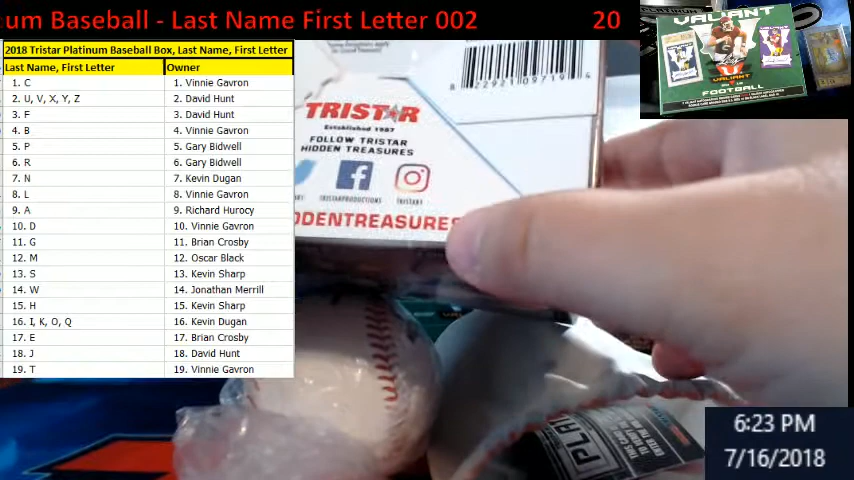 um Baseball - Last Name First Letter 002
20
2018 Tristar Platinum Baseball Box, Last Name, First Letter
Last Name, First Letter Owner
1. C 1. Vinnie Gavron
2. U, V, X, Y, Z 2. David Hunt
3. F 3. David Hunt
4. B 4. Vinnie Gavron
5. P 5. Gary Bidwell
6. R 6. Gary Bidwell
7. N 7. Kevin Dugan
8. L 8. Vinnie Gavron
9. A 9. Richard Hurocy
10. D 10. Vinnie Gavron
11. G 11. Brian Crosby
12. M 12. Oscar Black
13. S 13. Kevin Sharp
14. W 14. Jonathan Merrill
15. H 15. Kevin Sharp
16. I, K, O, Q 16. Kevin Dugan
17. E 17. Brian Crosby
18. J 18. David Hunt
19. T 19. Vinnie Gavron
TRISTAR
Established 1987
FOLLOW TRISTAR
HIDDEN TREASURES
DDENTREASURES
VALIANT
VALIANT
FOOTBALL
6:23 PM
7/16/2018